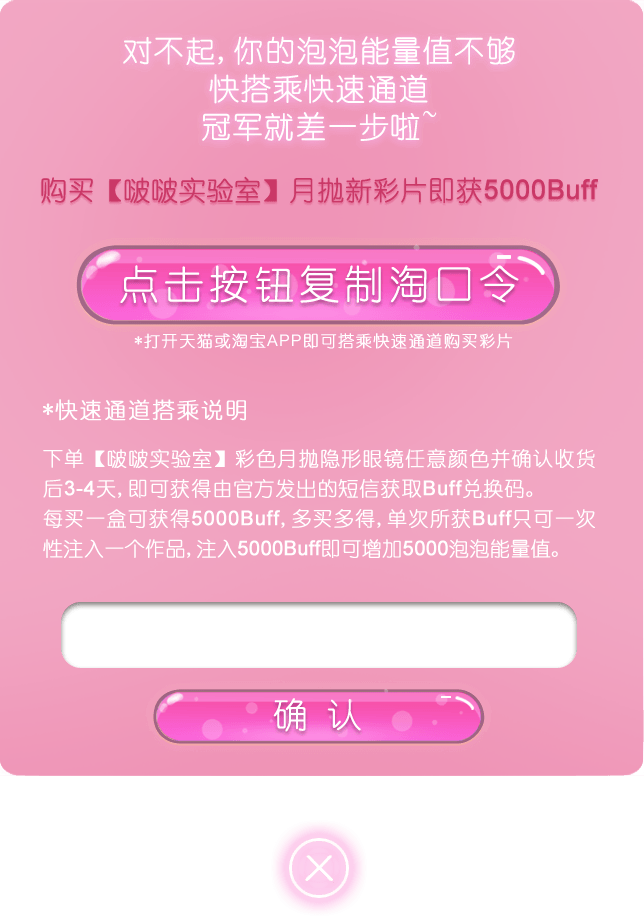 对不起,你的泡泡能量值不够
快搭乘快速通道
冠军就差一步啦~
购买【啵啵实验室】月抛新彩片即获5000Buff
点击按钮复制淘口令
*打开天猫或淘宝APP即可搭乘快速通道购买彩片
*快速通道搭乘说明
下单【啵啵实验室】彩色月抛隐形眼镜任意颜色并确认收货
后3-4天,即可获得由官方发出的短信获取Buff兑换码。
每买一盒可获得5000Buff,多买多得,单次所获Buff只可一次
性注入一个作品,注入5000Buff即可增加5000泡泡能量值。
确 认